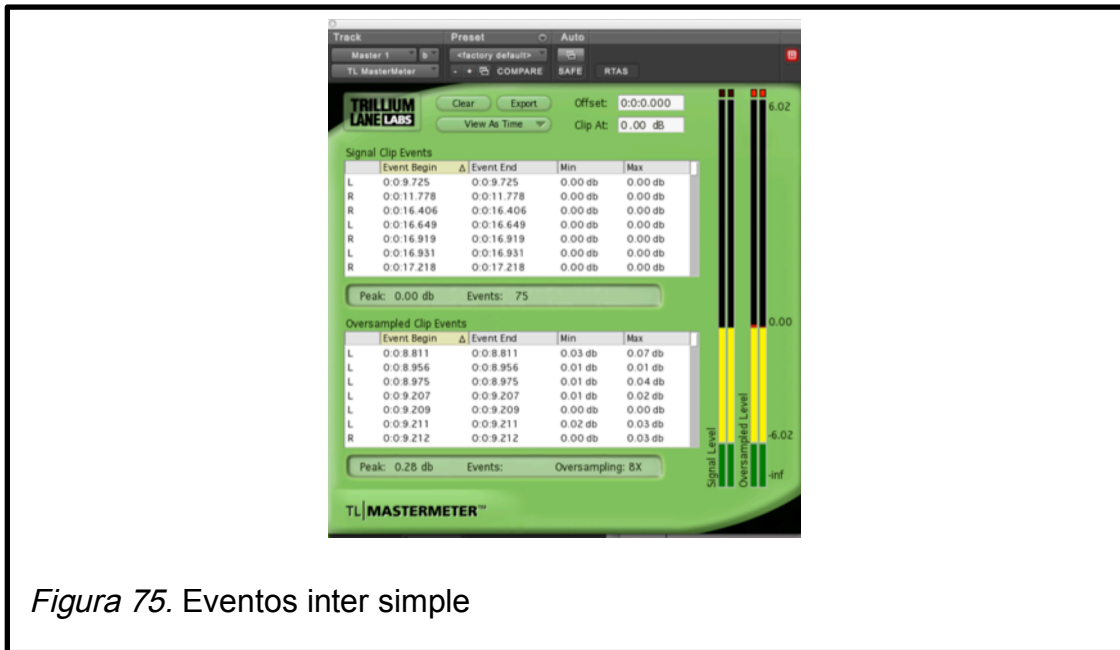 Track Preset Auto
Master 1 b <factory default>
TL MasterMeter - + COMPARE SAFE RTAS
TRILLIUM
LANE LABS
Clear Export Offset: 0:0:0.000
View As Time Clip At: 0.00 dB
Signal Clip Events
Event Begin Δ Event End Min Max
L 0:0:9.725 0:0:9.725 0.00 db 0.00 db
R 0:0:11.778 0:0:11.778 0.00 db 0.00 db
R 0:0:16.406 0:0:16.406 0.00 db 0.00 db
L 0:0:16.649 0:0:16.649 0.00 db 0.00 db
R 0:0:16.919 0:0:16.919 0.00 db 0.00 db
L 0:0:16.931 0:0:16.931 0.00 db 0.00 db
R 0:0:17.218 0:0:17.218 0.00 db 0.00 db
Peak: 0.00 db Events: 75
Oversampled Clip Events
Event Begin Δ Event End Min Max
L 0:0:8.811 0:0:8.811 0.03 db 0.07 db
L 0:0:8.956 0:0:8.956 0.01 db 0.01 db
L 0:0:8.975 0:0:8.975 0.01 db 0.04 db
L 0:0:9.207 0:0:9.207 0.01 db 0.02 db
L 0:0:9.209 0:0:9.209 0.00 db 0.00 db
L 0:0:9.211 0:0:9.211 0.02 db 0.03 db
R 0:0:9.212 0:0:9.212 0.00 db 0.03 db
Peak: 0.28 db Events: Oversampling: 8X
TL|MASTERMETER™
Signal Level
Oversampled Level
6.02
0.00
-6.02
-inf
Figura 75. Eventos inter simple